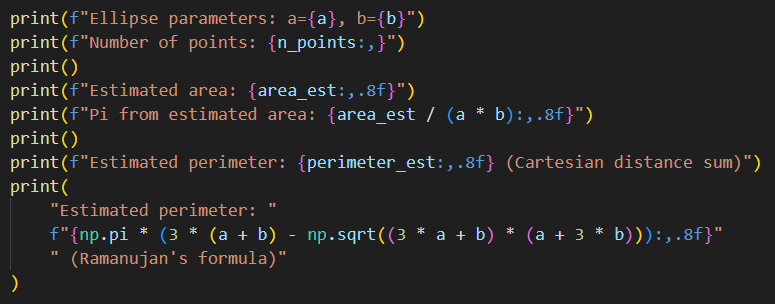 print(f"Ellipse parameters: a={a}, b={b}")
print(f"Number of points: {n_points:,}")
print()
print(f"Estimated area: {area_est:,.8f}")
print(f"Pi from estimated area: {area_est / (a * b):,.8f}")
print()
print(f"Estimated perimeter: {perimeter_est:,.8f} (Cartesian distance sum)")
print(
    "Estimated perimeter: "
    f"{np.pi * (3 * (a + b) - np.sqrt((3 * a + b) * (a + 3 * b))):,.8f}"
    " (Ramanujan's formula)"
)